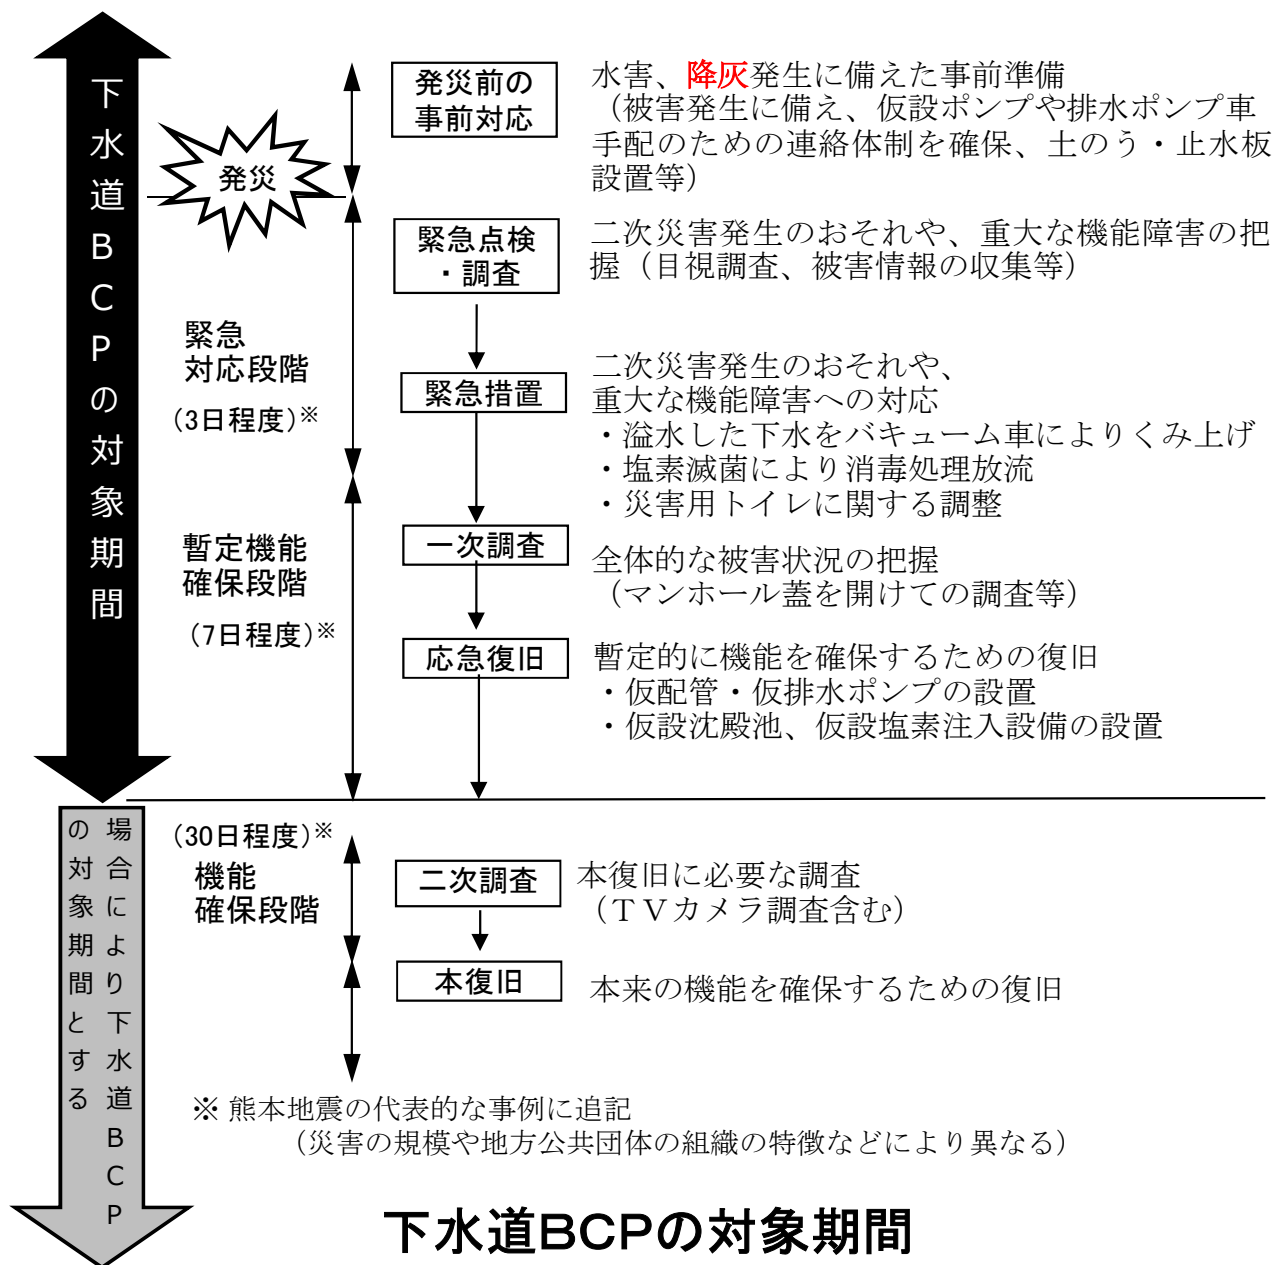 下水道BCPの対象期間
発災前の
事前対応
水害、降灰発生に備えた事前準備
（被害発生に備え、仮設ポンプや排水ポンプ車
手配のための連絡体制を確保、土のう・止水板
設置等）
発災
緊急点検
・調査
二次災害発生のおそれや、重大な機能障害の把
握（目視調査、被害情報の収集等）
緊急
対応段階
（3日程度）※
緊急措置
二次災害発生のおそれや、
重大な機能障害への対応
・溢水した下水をバキューム車によりくみ上げ
・塩素滅菌により消毒処理放流
・災害用トイレに関する調整
暫定機能
確保段階
（7日程度）※
一次調査
全体的な被害状況の把握
（マンホール蓋を開けての調査等）
応急復旧
暫定的に機能を確保するための復旧
・仮配管・仮排水ポンプの設置
・仮設沈殿池、仮設塩素注入設備の設置
場合により下水道BCP
の対象期間とする
（30日程度）※
機能
確保段階
二次調査
本復旧に必要な調査
（ＴＶカメラ調査含む）
本復旧
本来の機能を確保するための復旧
※ 熊本地震の代表的な事例に追記
（災害の規模や地方公共団体の組織の特徴などにより異なる）
下水道BCPの対象期間